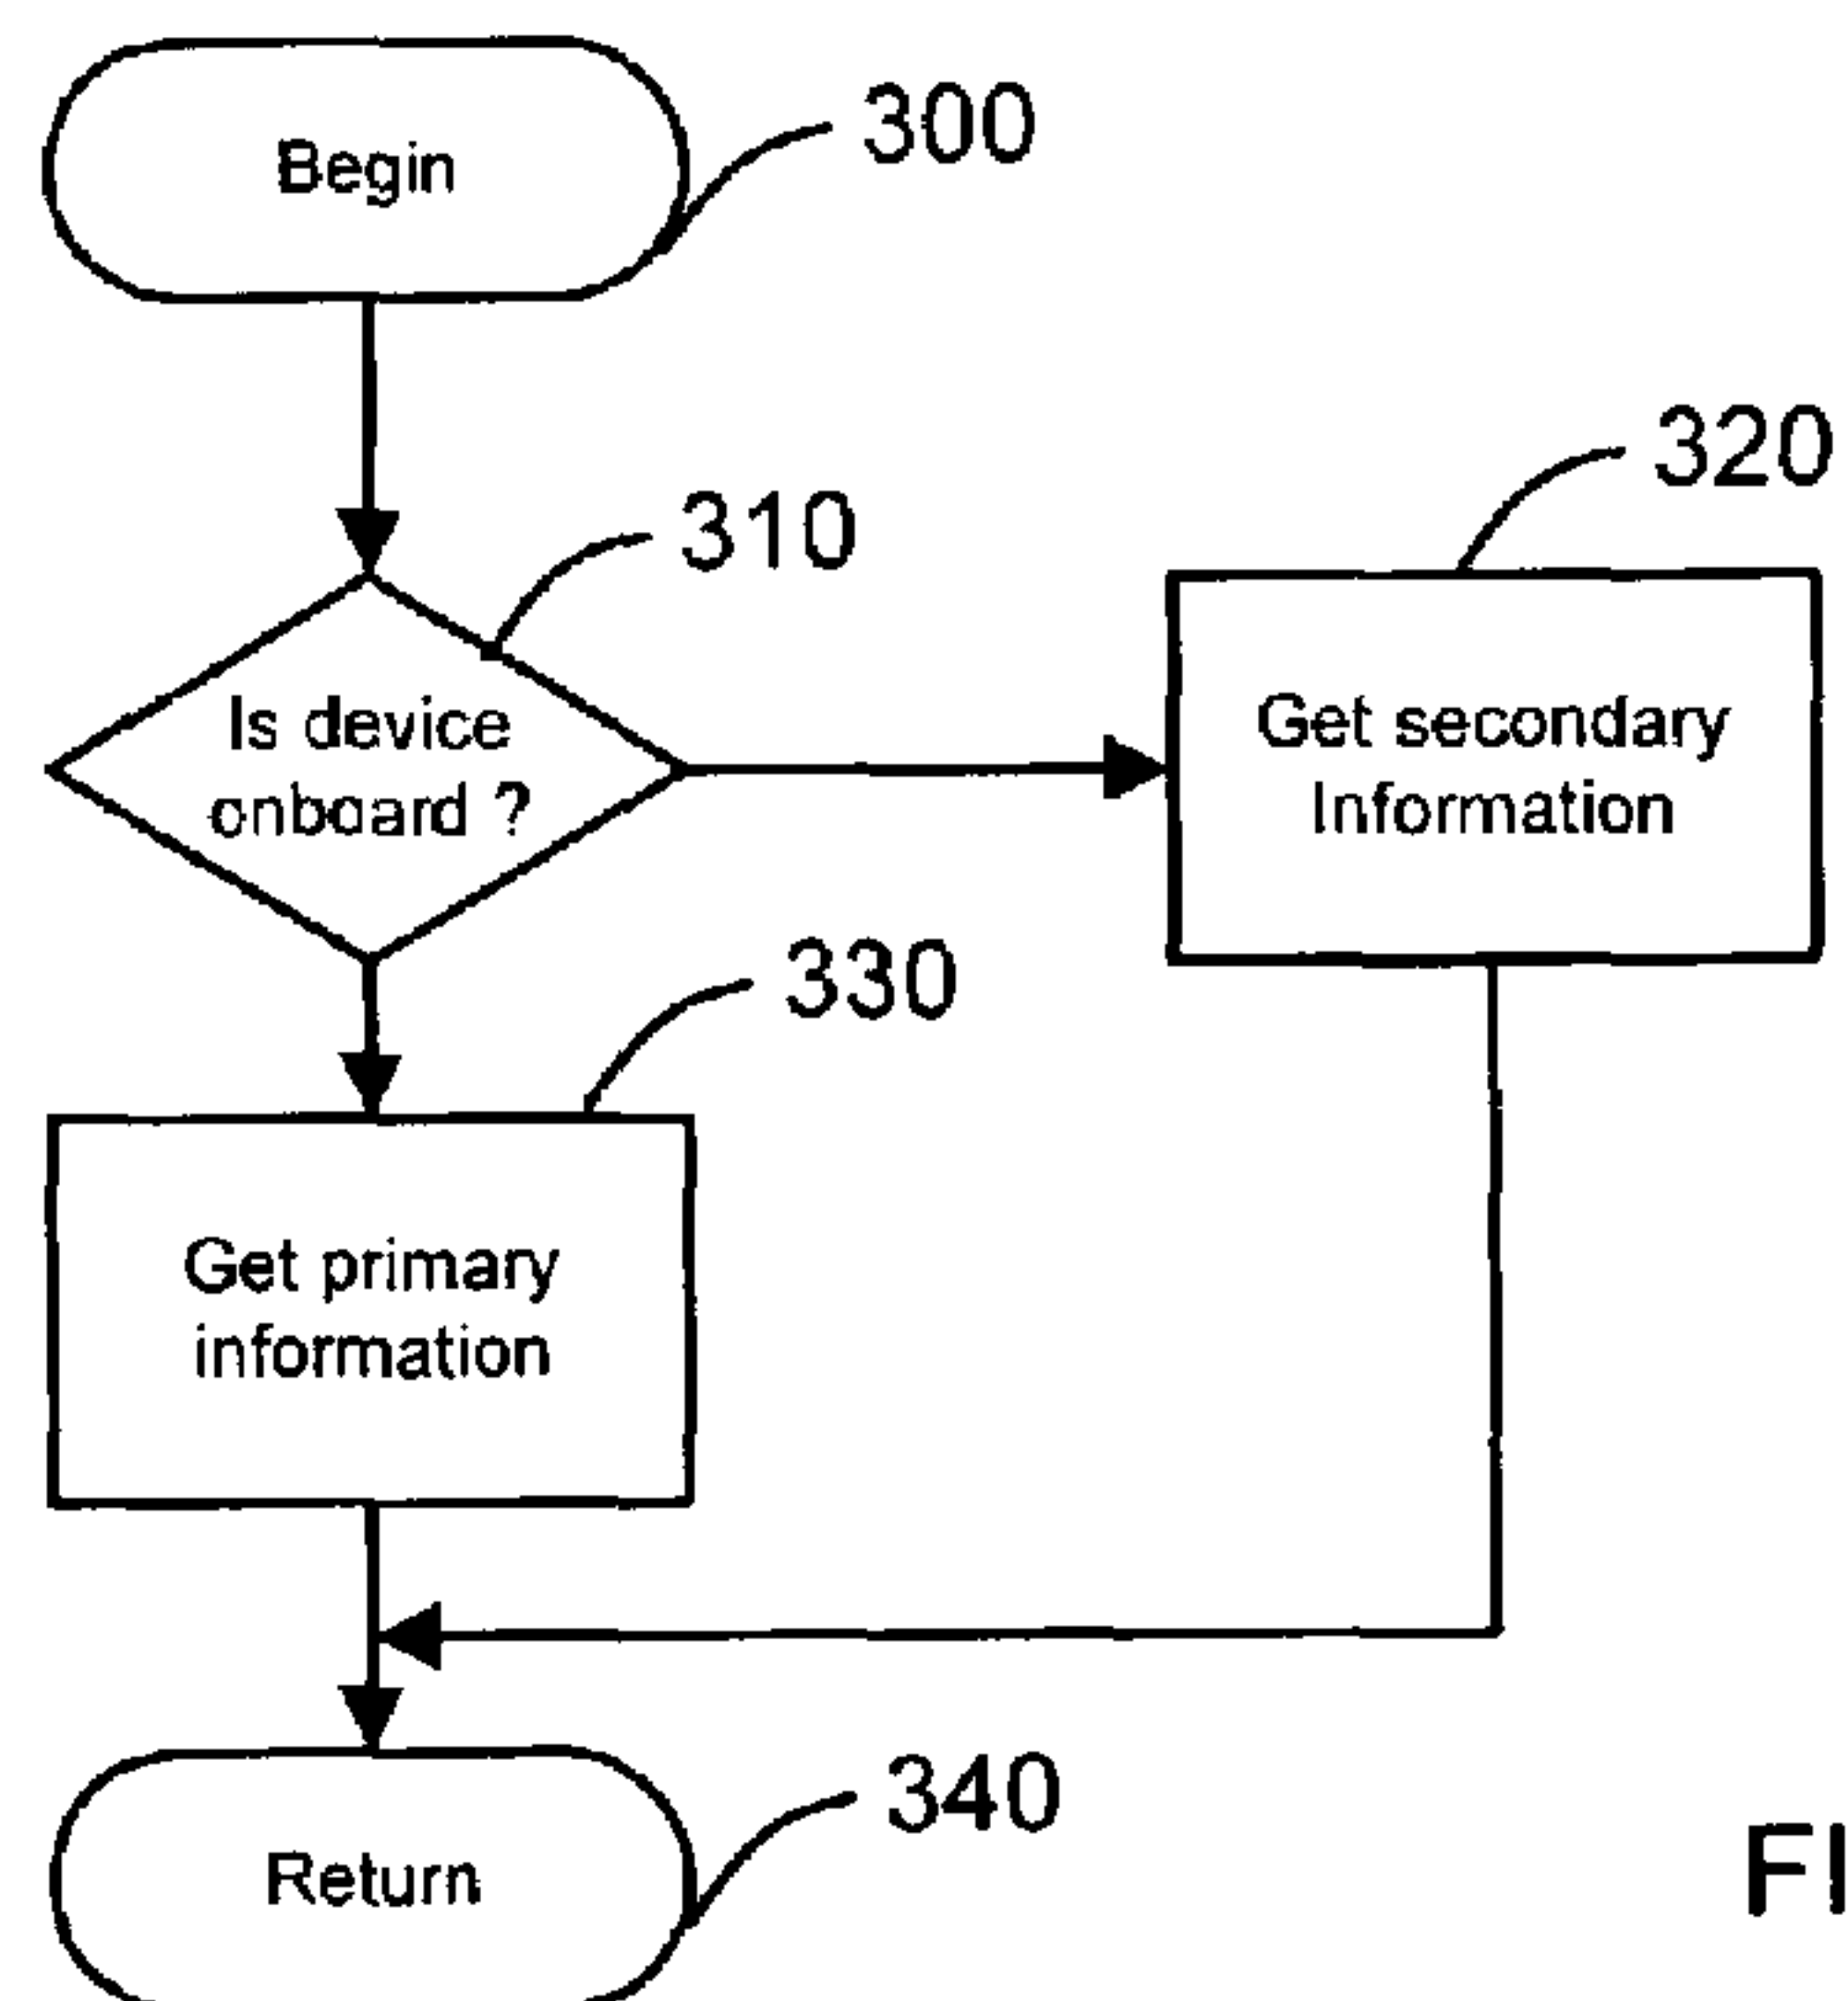 Begin
300
320
310
Is device
onboard ?
Get secondary
Information
330
Get primary
information
340
Return